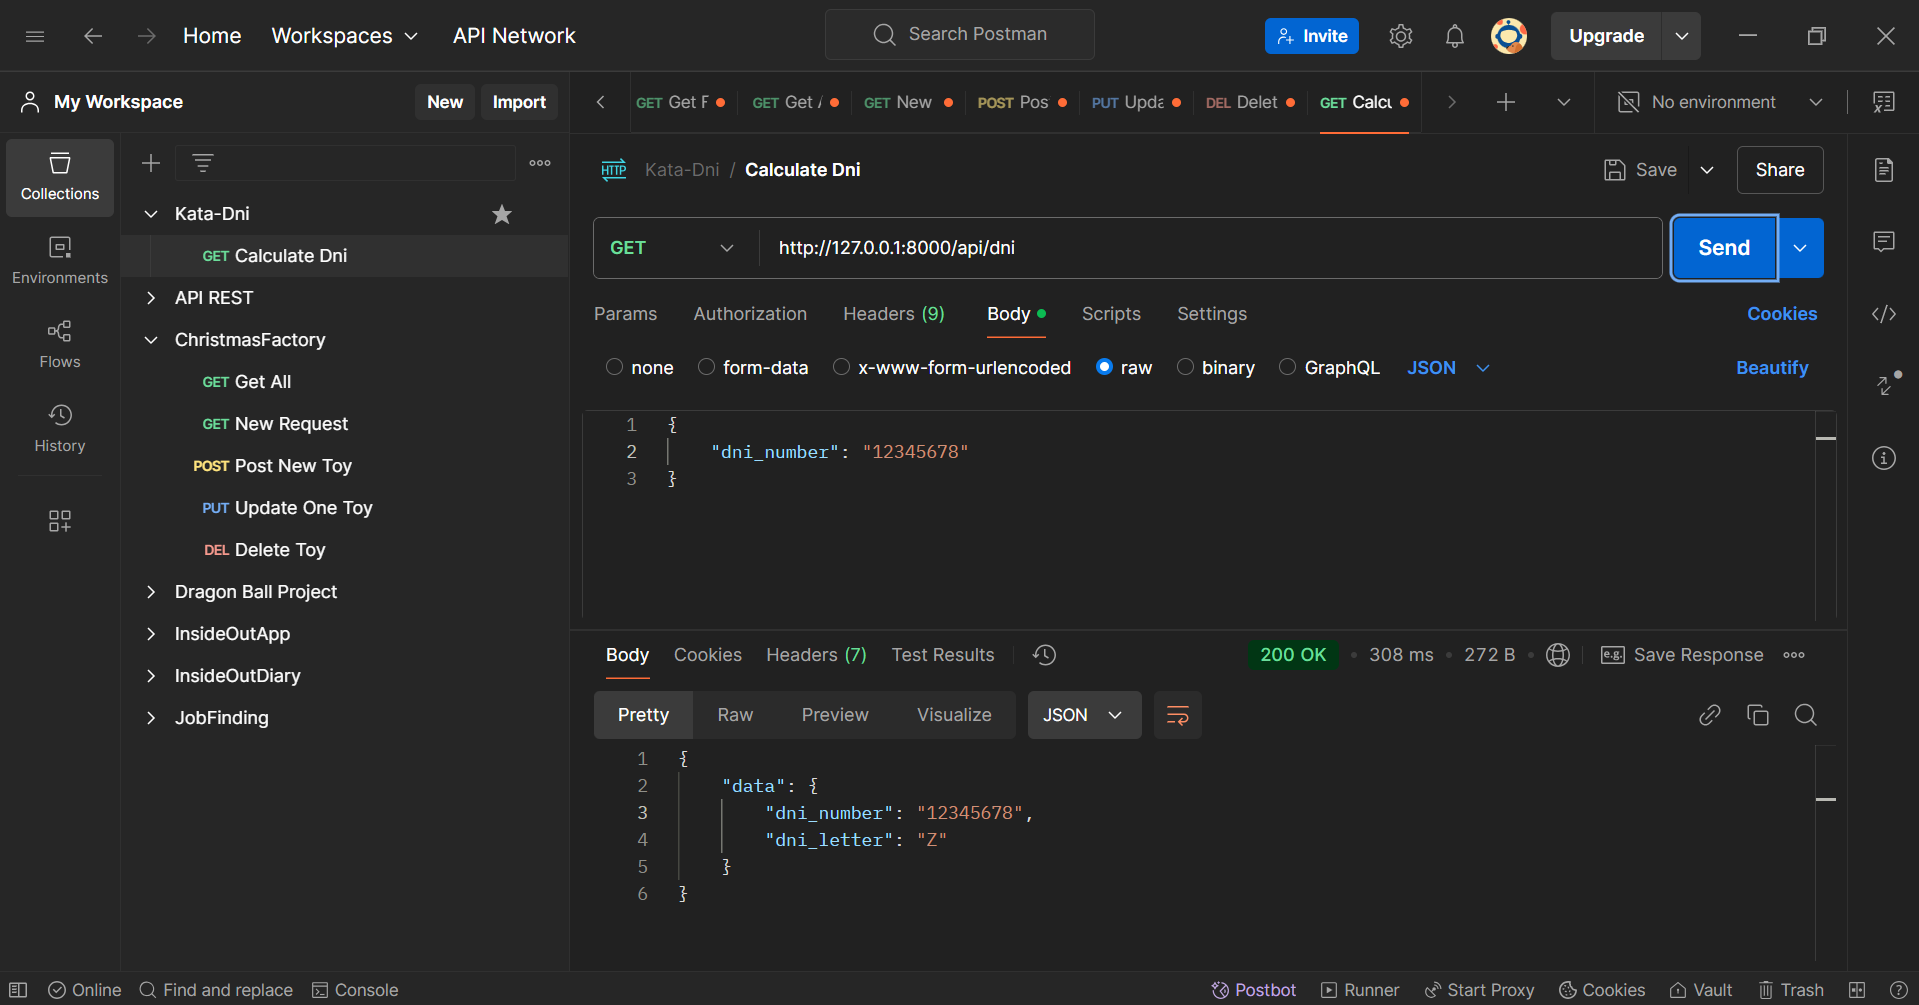 Home Workspaces API Network Search Postman Invite Upgrade
My Workspace New Import
GET Get F GET Get GET New POST Pos PUT Upda DEL Delet GET Calcu No environment
Collections
Environments
Flows
History
Kata-Dni
GET Calculate Dni
API REST
ChristmasFactory
GET Get All
GET New Request
POST Post New Toy
PUT Update One Toy
DEL Delete Toy
Dragon Ball Project
InsideOutApp
InsideOutDiary
JobFinding
HTTP Kata-Dni / Calculate Dni Save Share
GET http://127.0.0.1:8000/api/dni Send
Params Authorization Headers (9) Body Scripts Settings Cookies
none form-data x-www-form-urlencoded raw binary GraphQL JSON Beautify
1 {
2 "dni_number": "12345678"
3 }
Body Cookies Headers (7) Test Results 200 OK • 308 ms • 272 B • e.g. Save Response
Pretty Raw Preview Visualize JSON
1 {
2 "data": {
3 "dni_number": "12345678",
4 "dni_letter": "Z"
5 }
6 }
Online Find and replace Console Postbot Runner Start Proxy Cookies Vault Trash